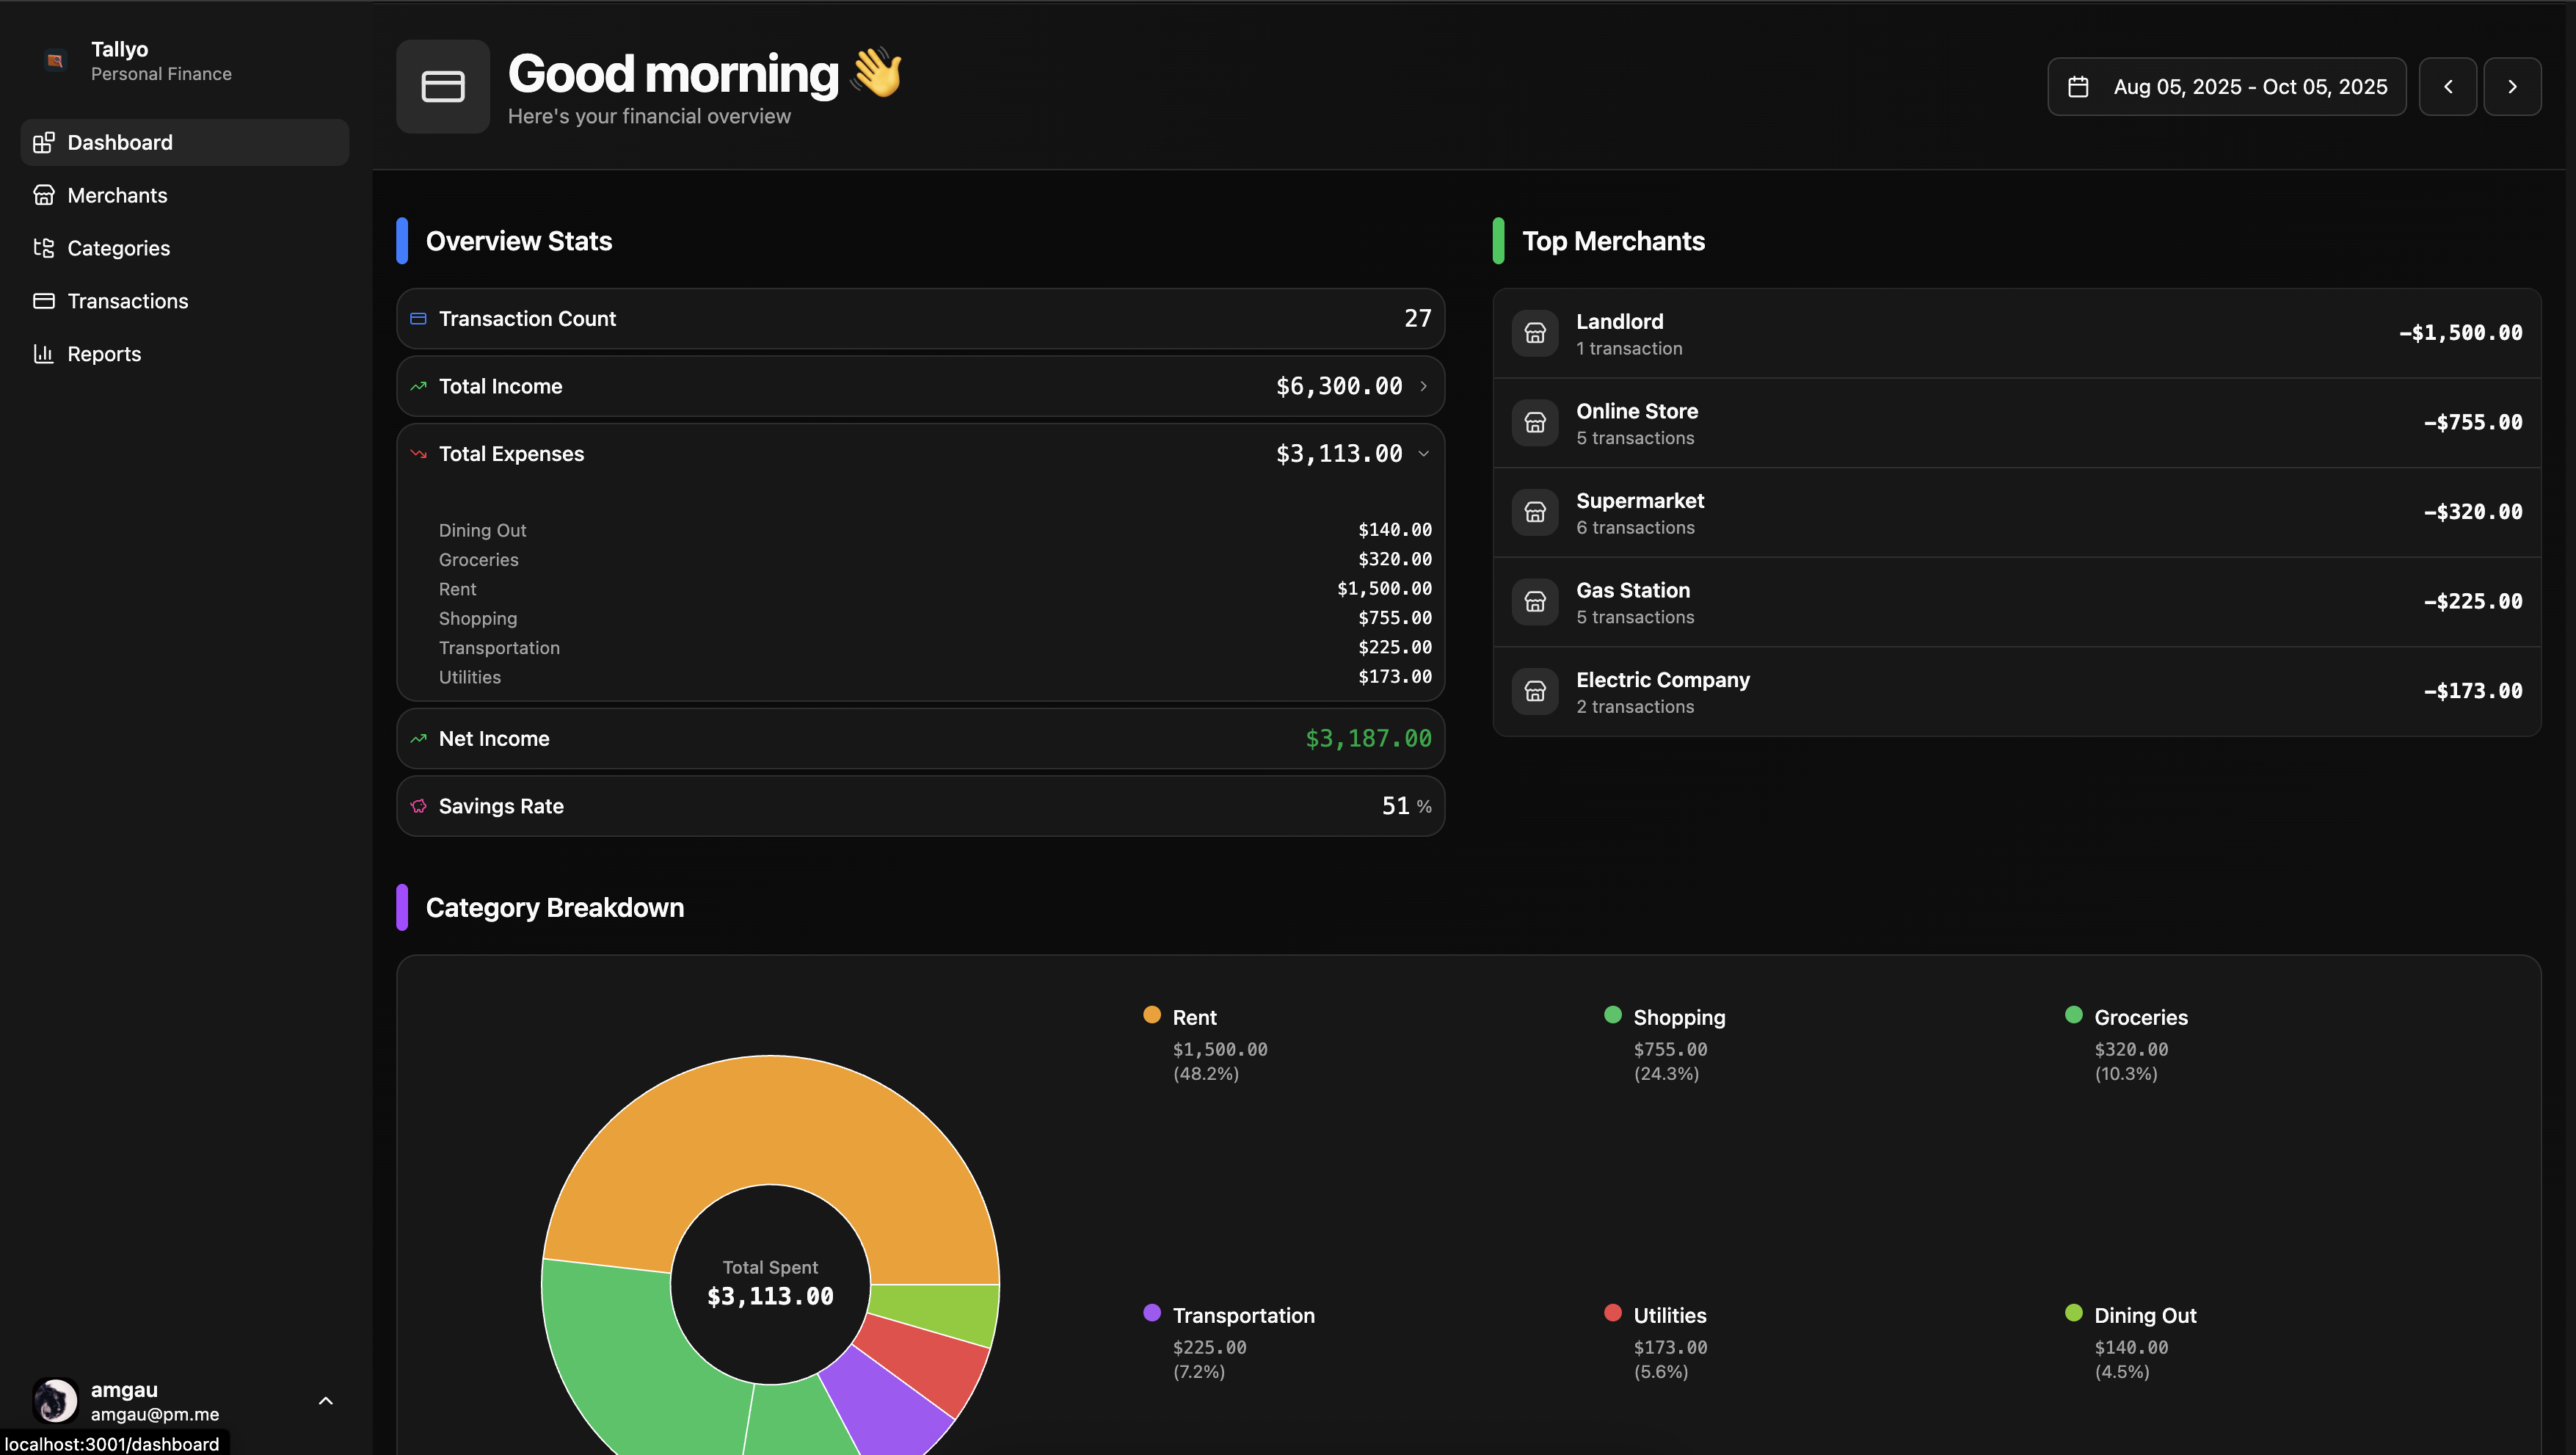 Tallyo
Personal Finance
Dashboard
Merchants
Categories
Transactions
Reports
amgau
amgau@pm.me
localhost:3001/dashboard
Good morning 👋
Here's your financial overview
Aug 05, 2025 - Oct 05, 2025
Overview Stats
Transaction Count 27
Total Income $6,300.00
Total Expenses $3,113.00
Dining Out $140.00
Groceries $320.00
Rent $1,500.00
Shopping $755.00
Transportation $225.00
Utilities $173.00
Net Income $3,187.00
Savings Rate 51 %
Top Merchants
Landlord
1 transaction
-$1,500.00
Online Store
5 transactions
-$755.00
Supermarket
6 transactions
-$320.00
Gas Station
5 transactions
-$225.00
Electric Company
2 transactions
-$173.00
Category Breakdown
Total Spent
$3,113.00
Rent
$1,500.00
(48.2%)
Shopping
$755.00
(24.3%)
Groceries
$320.00
(10.3%)
Transportation
$225.00
(7.2%)
Utilities
$173.00
(5.6%)
Dining Out
$140.00
(4.5%)